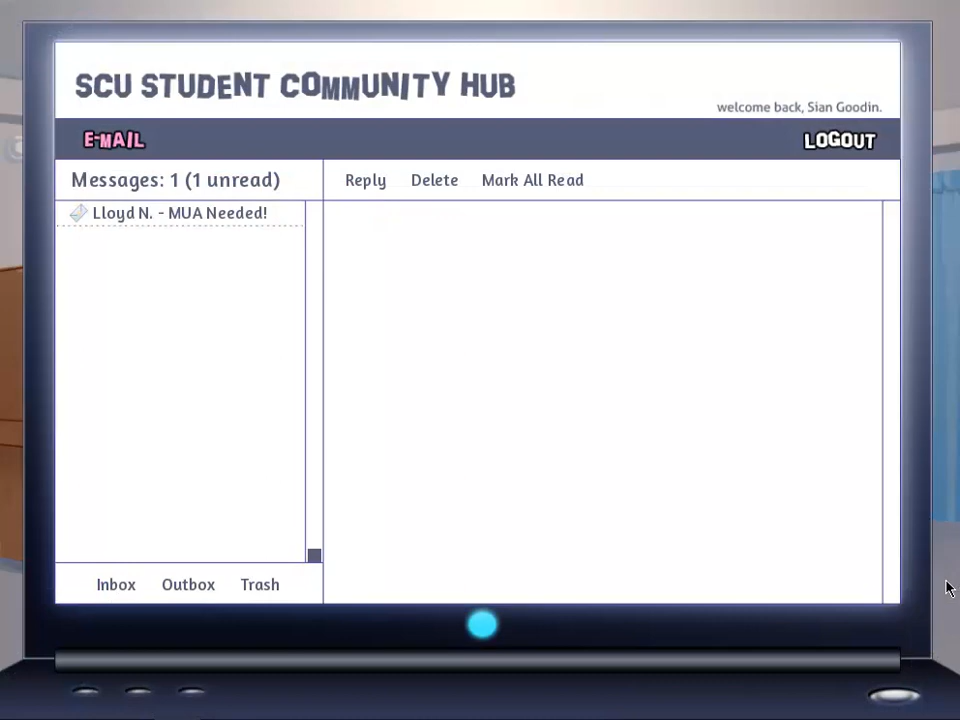 SCU STUDENT COMMUNITY HUB
welcome back, Sian Goodin.
E-MAIL
LOGOUT
Messages: 1 (1 unread)
Reply Delete Mark All Read
Lloyd N. - MUA Needed!
Inbox Outbox Trash